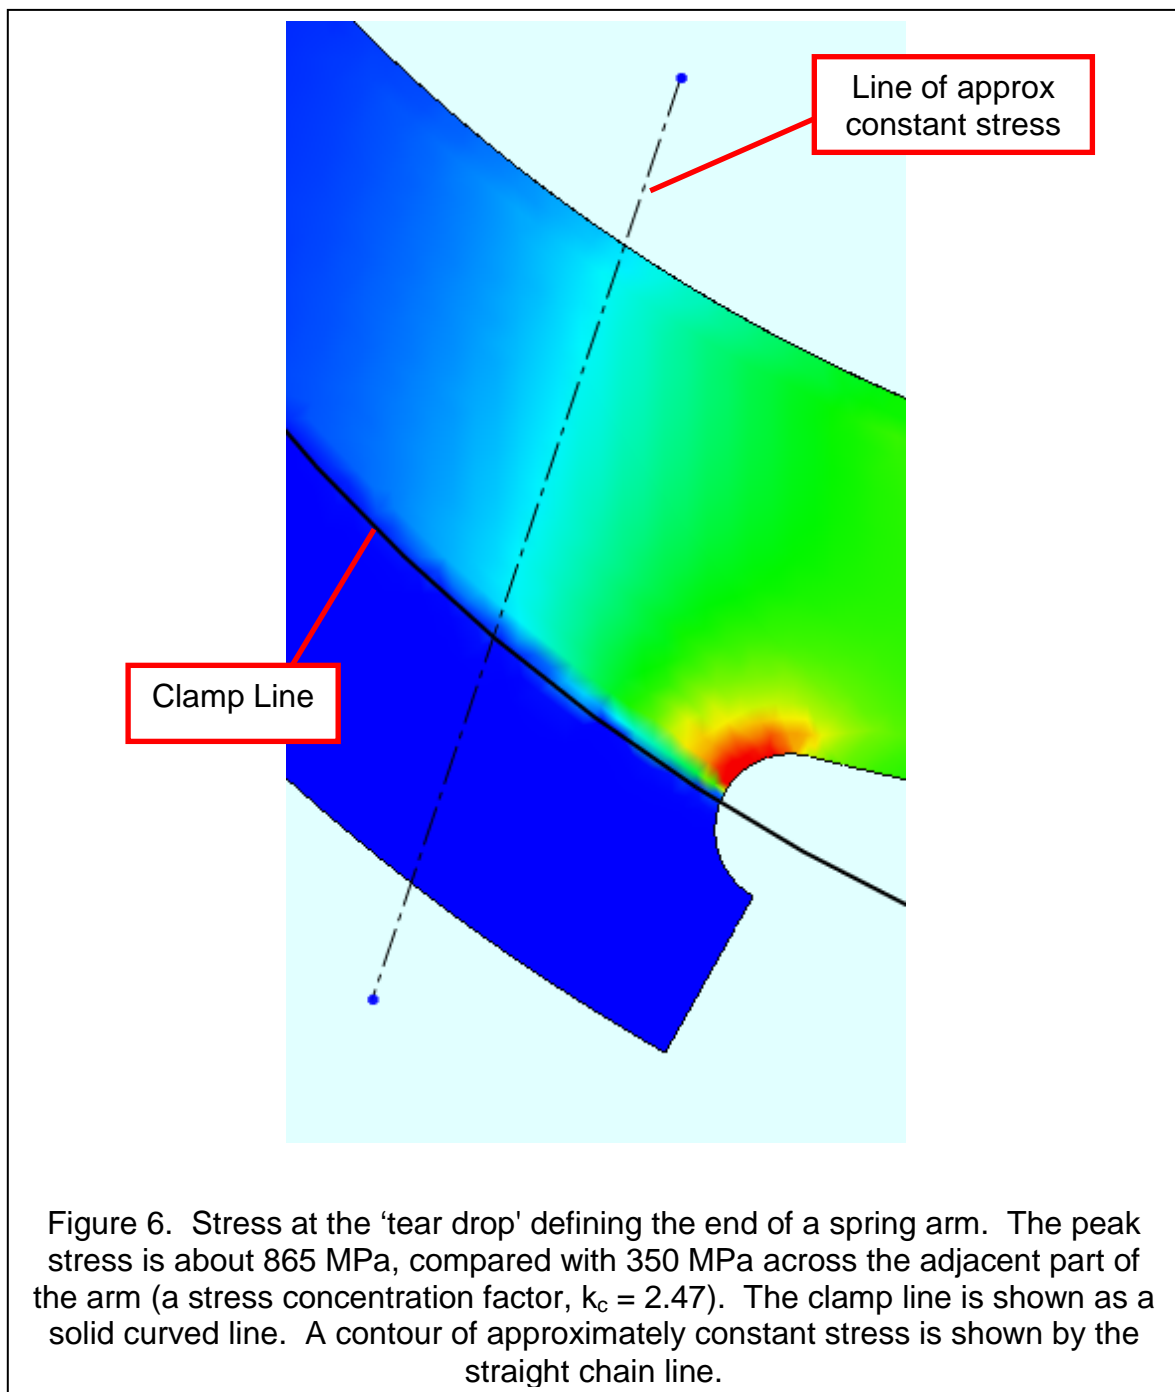 Line of approx
constant stress
Clamp Line
Figure 6.  Stress at the ‘tear drop' defining the end of a spring arm.  The peak
stress is about 865 MPa, compared with 350 MPa across the adjacent part of
the arm (a stress concentration factor, kc = 2.47).  The clamp line is shown as a
solid curved line.  A contour of approximately constant stress is shown by the
straight chain line.